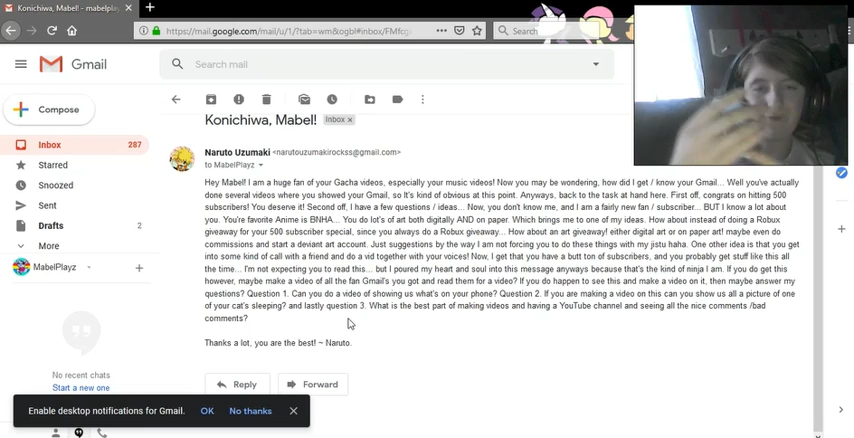 Konichiwa, Mabel! - mabelplay
https://mail.google.com/mail/u/1/?tab=wm&ogbl#inbox/FMfcg
Search
Gmail
Search mail
Compose
Inbox 287
Starred
Snoozed
Sent
Drafts 2
More
MabelPlayz
No recent chats
Start a new one
Konichiwa, Mabel! Inbox x
Naruto Uzumaki <narutouzumakirockss@gmail.com>
to MabelPlayz
Hey Mabel! I am a huge fan of your Gacha videos, especially your music videos! Now you may be wondering, how did I get / know your Gmail... Well you've actually
done several videos where you showed your Gmail, so It's kind of obvious at this point. Anyways, back to the task at hand here. First off, congrats on hitting 500
subscribers! You deserve it! Second off, I have a few questions / ideas... Now, you don't know me, and I am a fairly new fan / subscriber... BUT I know a lot about
you. You're favorite Anime is BNHA... You do lot's of art both digitally AND on paper. Which brings me to one of my ideas. How about instead of doing a Robux
giveaway for your 500 subscriber special, since you always do a Robux giveaway... How about an art giveaway! either digital art or on paper art! maybe even do
commissions and start a deviant art account. Just suggestions by the way I am not forcing you to do these things with my jistu haha. One other idea is that you get
into some kind of call with a friend and do a vid together with your voices! Now, I get that you have a butt ton of subscribers, and you probably get stuff like this all
the time... I'm not expecting you to read this... but I poured my heart and soul into this message anyways because that's the kind of ninja I am. If you do get this
however, maybe make a video of all the fan Gmail's you got and read them for a video? If you do happen to see this and make a video on it, then maybe answer my
questions? Question 1. Can you do a video of showing us what's on your phone? Question 2. If you are making a video on this can you show us all a picture of one
of your cat's sleeping? and lastly question 3. What is the best part of making videos and having a YouTube channel and seeing all the nice comments /bad
comments?
Thanks a lot, you are the best! ~ Naruto.
Reply
Forward
Enable desktop notifications for Gmail. OK No thanks